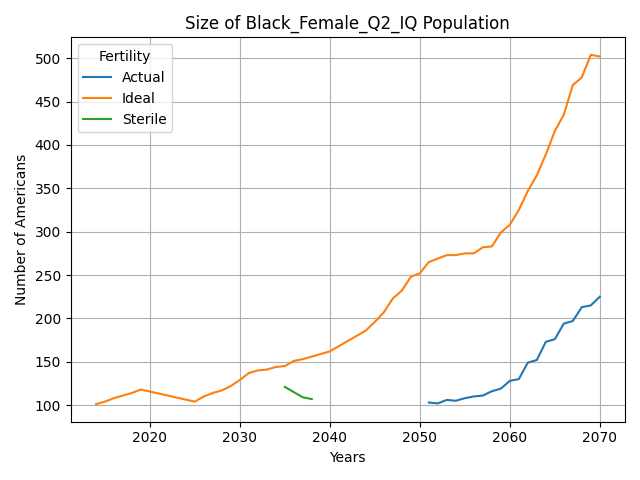 Size of Black_Female_Q2_IQ Population
Fertility
Actual
Ideal
Sterile
Number of Americans
500
450
400
350
300
250
200
150
100
2020 2030 2040 2050 2060 2070
Years